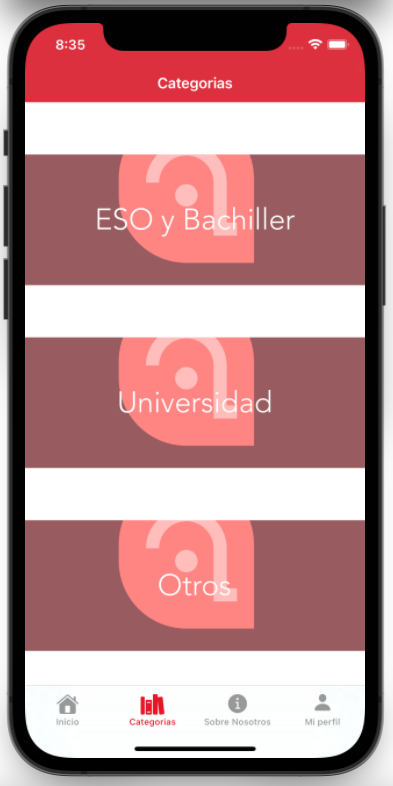 8:35
Categorias
ESO y Bachiller
Universidad
Otros
Inicio
Categorias
Sobre Nosotros
Mi perfil